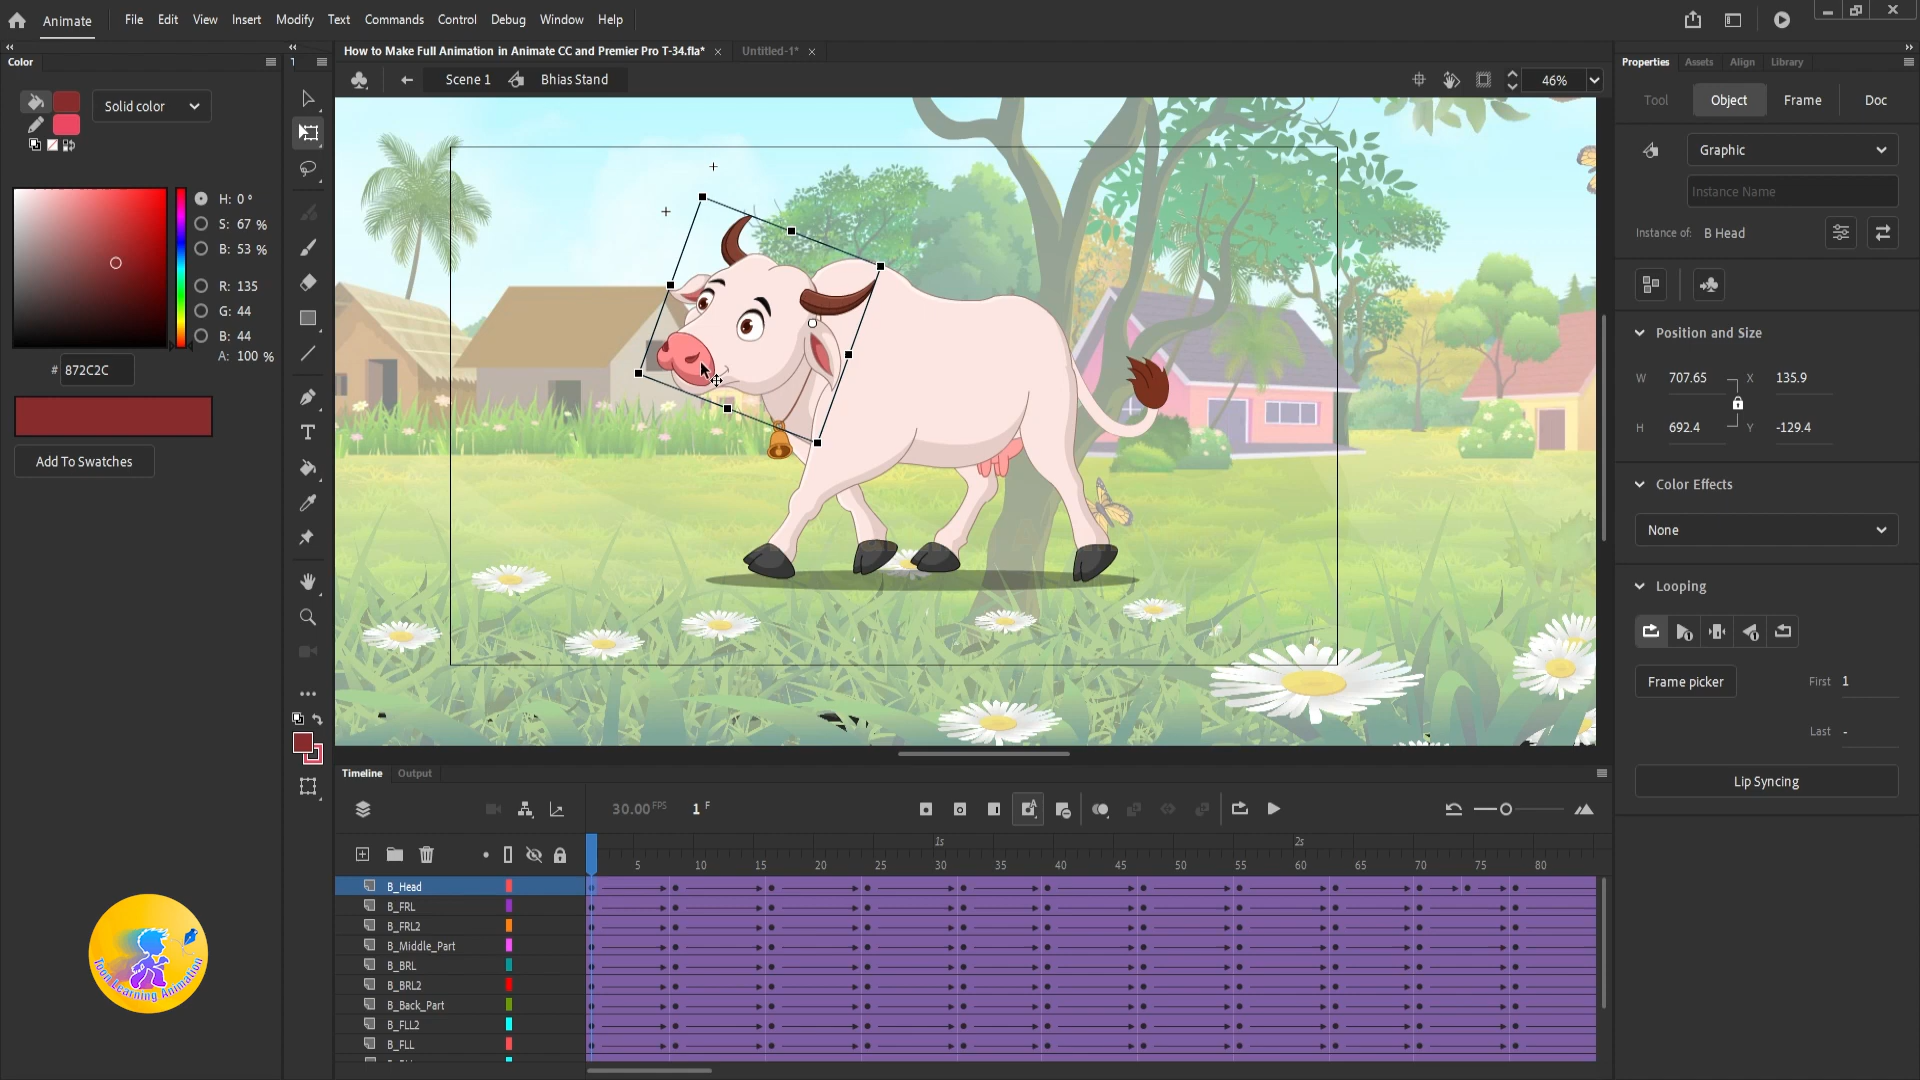 Animate
File Edit View Insert Modify Text Commands Control Debug Window Help
Color
Solid color
H: 0 °
S: 67 %
B: 53 %
R: 135
G: 44
B: 44
A: 100 %
# 872C2C
Add To Swatches
T
How to Make Full Animation in Animate CC and Premier Pro T-34.fla*
Untitled-1*
Scene 1
Bhias Stand
46%
Properties Assets Align Library
Tool Object Frame Doc
Graphic
Instance Name
Instance of: B Head
Position and Size
W 707.65 X 135.9
H 692.4 Y -129.4
Color Effects
None
Looping
Frame picker
First 1
Last -
Lip Syncing
Timeline Output
30.00 FPS 1 F
1s 2s
5 10 15 20 25 30 35 40 45 50 55 60 65 70 75 80
B_Head
B_FRL
B_FRL2
B_Middle_Part
B_BRL
B_BRL2
B_Back_Part
B_FLL2
B_FLL
Toon Learning Animation